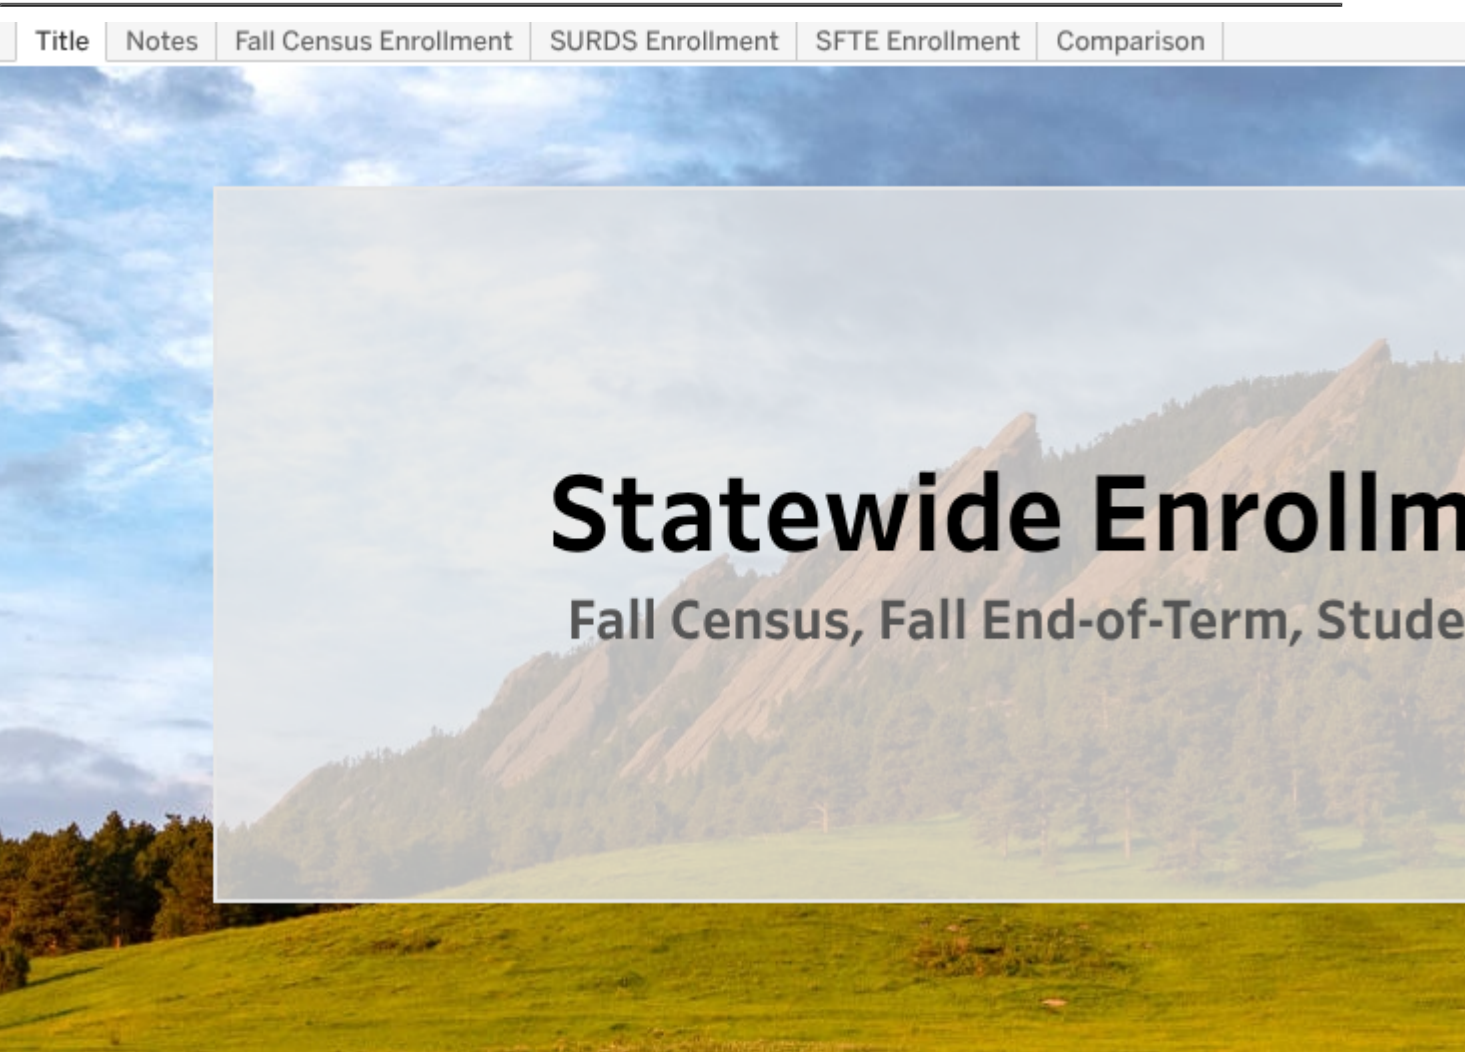 Title Notes Fall Census Enrollment SURDS Enrollment SFTE Enrollment Comparison
Statewide Enrollm
Fall Census, Fall End-of-Term, Stude